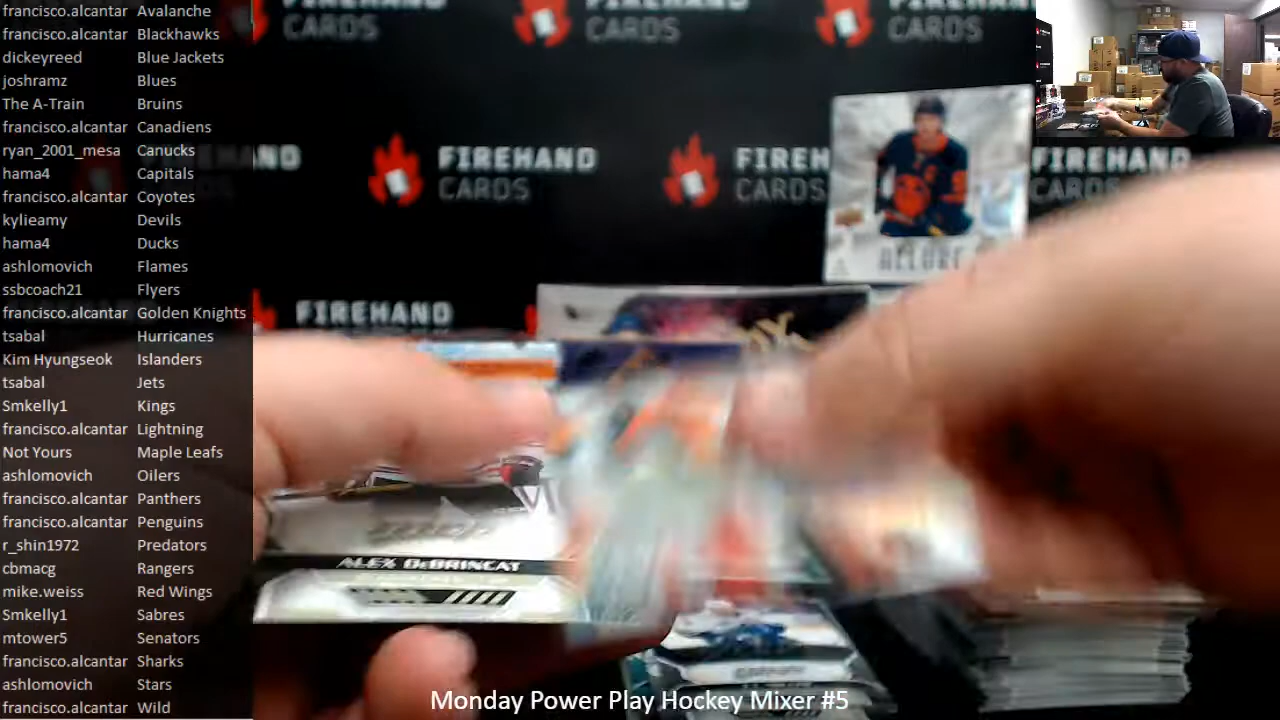 francisco.alcantar Avalanche
francisco.alcantar Blackhawks
dickeyreed Blue Jackets
joshramz Blues
The A-Train Bruins
francisco.alcantar Canadiens
ryan_2001_mesa Canucks
hama4 Capitals
francisco.alcantar Coyotes
kylieamy Devils
hama4 Ducks
ashlomovich Flames
ssbcoach21 Flyers
francisco.alcantar Golden Knights
tsabal Hurricanes
Kim Hyungseok Islanders
tsabal Jets
Smkelly1 Kings
francisco.alcantar Lightning
Not Yours Maple Leafs
ashlomovich Oilers
francisco.alcantar Panthers
francisco.alcantar Penguins
r_shin1972 Predators
cbmacg Rangers
mike.weiss Red Wings
Smkelly1 Sabres
mtower5 Senators
francisco.alcantar Sharks
ashlomovich Stars
francisco.alcantar Wild
FIREHAND
CARDS
FIREHAND
CARDS
FIREHAND
CARDS
FIREHAND
CARDS
FIREH
CARDS
FIREHAND
CARDS
FIREHAND
ALLURE
ALEX DeBRINCAT
Monday Power Play Hockey Mixer #5